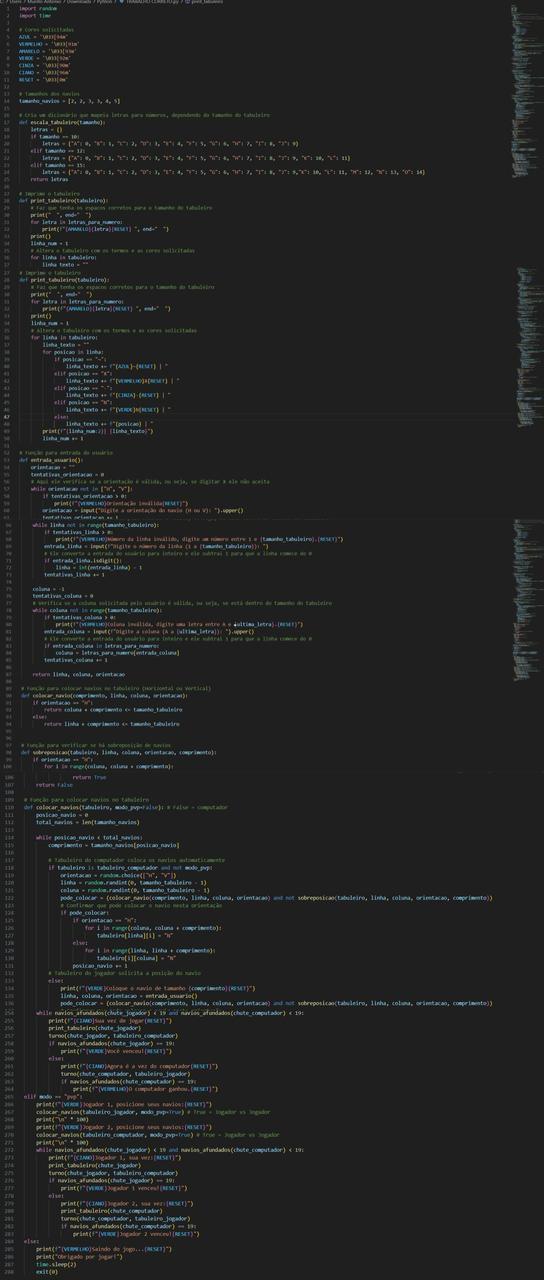 C: > Users > Murillo Antonio > Downloads > Python > TRABALHO CORRETO.py > print_tabuleiro
1 import random
2 import time
3
4 # Cores solicitadas
5 AZUL = '\033[94m'
6 VERMELHO = '\033[91m'
7 AMARELO = '\033[93m'
8 VERDE = '\033[92m'
9 CINZA = '\033[90m'
10 CIANO = '\033[96m'
11 RESET = '\033[0m'
12
13 # Tamanhos dos navios
14 tamanho_navios = [2, 2, 3, 3, 4, 5]
15
16 # Cria um dicionário que mapeia letras para números, dependendo do tamanho do tabuleiro
17 def escala_tabuleiro(tamanho):
18 letras = {}
19 if tamanho == 10:
20 letras = {"A": 0, "B": 1, "C": 2, "D": 3, "E": 4, "F": 5, "G": 6, "H": 7, "I": 8, "J": 9}
21 elif tamanho == 12:
22 letras = {"A": 0, "B": 1, "C": 2, "D": 3, "E": 4, "F": 5, "G": 6, "H": 7, "I": 8, "J": 9, "K": 10, "L": 11}
23 elif tamanho == 15:
24 letras = {"A": 0, "B": 1, "C": 2, "D": 3, "E": 4, "F": 5, "G": 6, "H": 7, "I": 8, "J": 9,"K": 10, "L": 11, "M": 12, "N": 13, "O": 14}
25 return letras
26
27 # Imprime o tabuleiro
28 def print_tabuleiro(tabuleiro):
29 # Faz que tenha os espacos corretos para o tamanho do tabuleiro
30 print(" ", end=" ")
31 for letra in letras_para_numero:
32 print(f"{AMARELO}{letra}{RESET} ", end=" ")
33 print()
34 linha_num = 1
35 # Altera o tabuleiro com os termos e as cores solicitadas
36 for linha in tabuleiro:
37 linha_texto = ""
27 # Imprime o tabuleiro
28 def print_tabuleiro(tabuleiro):
29 # Faz que tenha os espacos corretos para o tamanho do tabuleiro
30 print(" ", end=" ")
31 for letra in letras_para_numero:
32 print(f"{AMARELO}{letra}{RESET} ", end=" ")
33 print()
34 linha_num = 1
35 # Altera o tabuleiro com os termos e as cores solicitadas
36 for linha in tabuleiro:
37 linha_texto = ""
38 for posicao in linha:
39 if posicao == "~":
40 linha_texto += f"{AZUL}~{RESET} | "
41 elif posicao == "X":
42 linha_texto += f"{VERMELHO}X{RESET} | "
43 elif posicao == "-":
44 linha_texto += f"{CINZA}-{RESET} | "
45 elif posicao == "N":
46 linha_texto += f"{VERDE}N{RESET} | "
47 else:
48 linha_texto += f"{posicao} | "
49 print(f"{linha_num:2}| {linha_texto}")
50 linha_num += 1
51
52 # Função para entrada do usuário
53 def entrada_usuario():
54 orientacao = ""
55 tentativas_orientacao = 0
56 # Aqui ele verifica se a orientação é válida, ou seja, se digitar X ele não aceita
57 while orientacao not in ["H", "V"]:
58 if tentativas_orientacao > 0:
59 print(f"{VERMELHO}Orientação inválida{RESET}")
60 orientacao = input("Digite a orientação do navio (H ou V): ").upper()
66 while linha not in range(tamanho_tabuleiro):
67 if tentativas_linha > 0:
68 print(f"{VERMELHO}Número da linha inválido, digite um número entre 1 e {tamanho_tabuleiro}.{RESET}")
69 entrada_linha = input(f"Digite o número da linha (1 a {tamanho_tabuleiro}): ")
70 # Ele converte a entrada do usuário para inteiro e ele subtrai 1 para que a linha comece do 0
71 if entrada_linha.isdigit():
72 linha = int(entrada_linha) - 1
73 tentativas_linha += 1
74
75 coluna = -1
76 tentativas_coluna = 0
77 # Verifica se a coluna solicitada pelo usuário é válida, ou seja, se está dentro do tamanho do tabuleiro
78 while coluna not in range(tamanho_tabuleiro):
79 if tentativas_coluna > 0:
80 print(f"{VERMELHO}Coluna inválida, digite uma letra entre A e {ultima_letra}.{RESET}")
81 entrada_coluna = input(f"Digite a coluna (A a {ultima_letra}): ").upper()
82 # Ele converte a entrada do usuário para inteiro e ele subtrai 1 para que a linha comece do 0
83 if entrada_coluna in letras_para_numero:
84 coluna = letras_para_numero[entrada_coluna]
85 tentativas_coluna += 1
86
87 return linha, coluna, orientacao
88
89 # Função para colocar navios no tabuleiro (Horizontal ou Vertical)
90 def colocar_navio(comprimento, linha, coluna, orientacao):
91 if orientacao == "H":
92 return coluna + comprimento <= tamanho_tabuleiro
93 else:
94 return linha + comprimento <= tamanho_tabuleiro
95
96
97 # Função para verificar se há sobreposição de navios
98 def sobreposicao(tabuleiro, linha, coluna, orientacao, comprimento):
99 if orientacao == "H":
100 for i in range(coluna, coluna + comprimento):
106 return True
107 return False
108
109 # Função para colocar navios no tabuleiro
110 def colocar_navios(tabuleiro, modo_pvp=False): # False = computador
111 posicao_navio = 0
112 total_navios = len(tamanho_navios)
113
114 while posicao_navio < total_navios:
115 comprimento = tamanho_navios[posicao_navio]
116
117 # Tabuleiro do computador coloca os navios automaticamente
118 if tabuleiro is tabuleiro_computador and not modo_pvp:
119 orientacao = random.choice(["H", "V"])
120 linha = random.randint(0, tamanho_tabuleiro - 1)
121 coluna = random.randint(0, tamanho_tabuleiro - 1)
122 pode_colocar = (colocar_navio(comprimento, linha, coluna, orientacao) and not sobreposicao(tabuleiro, linha, coluna, orientacao, comprimento))
123 # Confirmar que pode colocar o navio nesta orientação
124 if pode_colocar:
125 if orientacao == "H":
126 for i in range(coluna, coluna + comprimento):
127 tabuleiro[linha][i] = "N"
128 else:
129 for i in range(linha, linha + comprimento):
130 tabuleiro[i][coluna] = "N"
131 posicao_navio += 1
132 # Tabuleiro do jogador solicita a posição do navio
133 else:
134 print(f"{VERDE}Coloque o navio de tamanho {comprimento}{RESET}")
135 linha, coluna, orientacao = entrada_usuario()
136 pode_colocar = (colocar_navio(comprimento, linha, coluna, orientacao) and not sobreposicao(tabuleiro, linha, coluna, orientacao, comprimento))
254 while navios_afundados(chute_jogador) < 19 and navios_afundados(chute_computador) < 19:
255 print(f"{CIANO}Sua vez de jogar{RESET}")
256 print_tabuleiro(chute_jogador)
257 turno(chute_jogador, tabuleiro_computador)
258 if navios_afundados(chute_jogador) == 19:
259 print(f"{VERDE}Você venceu!{RESET}")
260 else:
261 print(f"{CIANO}Agora é a vez do computador{RESET}")
262 turno(chute_computador, tabuleiro_jogador)
263 if navios_afundados(chute_computador) == 19:
264 print(f"{VERMELHO}O computador ganhou.{RESET}")
265 elif modo == "pvp":
266 print(f"{VERDE}Jogador 1, posicione seus navios:{RESET}")
267 colocar_navios(tabuleiro_jogador, modo_pvp=True) # True = Jogador vs Jogador
268 print("\n" * 100)
269 print(f"{VERDE}Jogador 2, posicione seus navios:{RESET}")
270 colocar_navios(tabuleiro_computador, modo_pvp=True) # True = Jogador vs Jogador
271 print("\n" * 100)
272 while navios_afundados(chute_jogador) < 19 and navios_afundados(chute_computador) < 19:
273 print(f"{CIANO}Jogador 1, sua vez:{RESET}")
274 print_tabuleiro(chute_jogador)
275 turno(chute_jogador, tabuleiro_computador)
276 if navios_afundados(chute_jogador) == 19:
277 print(f"{VERDE}Jogador 1 venceu!{RESET}")
278 else:
279 print(f"{CIANO}Jogador 2, sua vez:{RESET}")
280 print_tabuleiro(chute_computador)
281 turno(chute_computador, tabuleiro_jogador)
282 if navios_afundados(chute_computador) == 19:
283 print(f"{VERDE}Jogador 2 venceu!{RESET}")
284 else:
285 print(f"{VERMELHO}Saindo do jogo...{RESET}")
286 print("Obrigado por jogar!")
287 time.sleep(2)
288 exit(0)